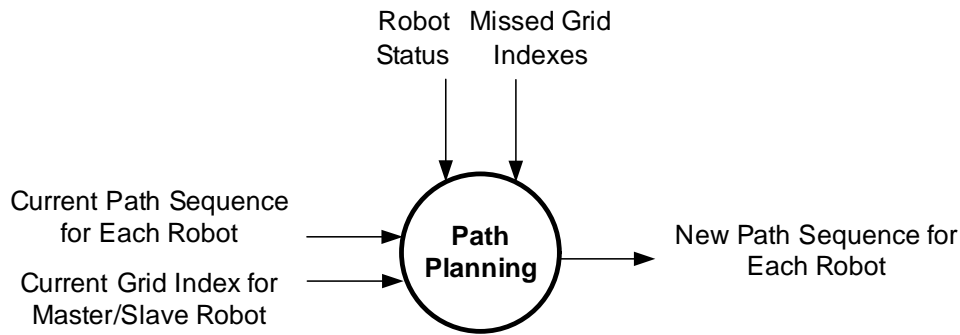 Robot
Status
Missed Grid
Indexes
Current Path Sequence
for Each Robot
Current Grid Index for
Master/Slave Robot
Path
Planning
New Path Sequence for
Each Robot